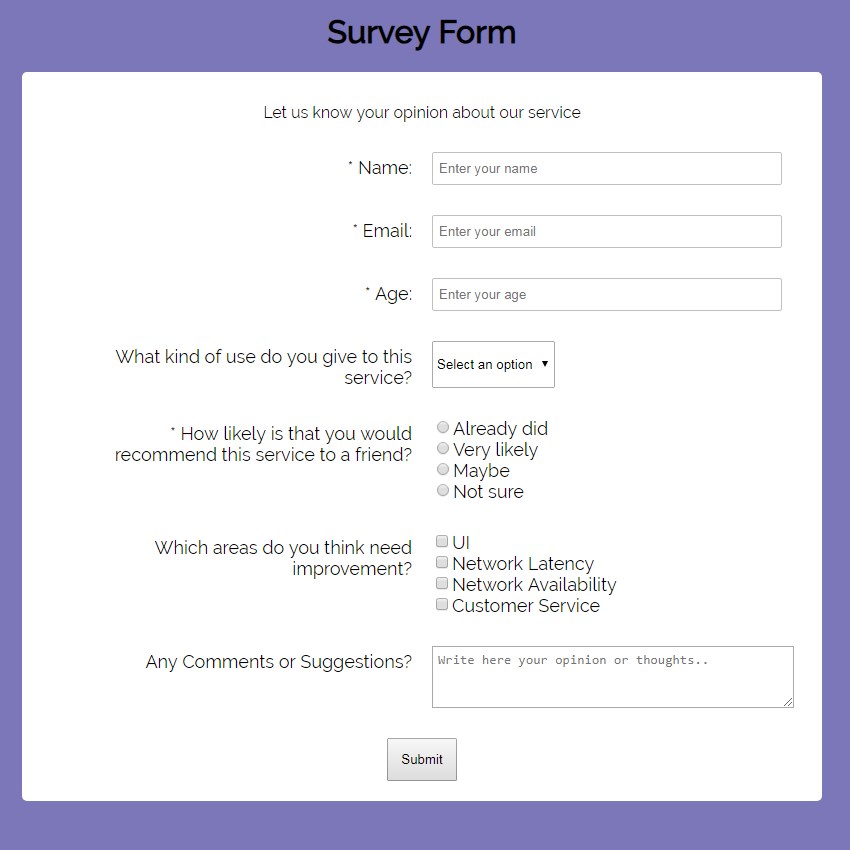 Survey Form
Let us know your opinion about our service
* Name:
Enter your name
* Email:
Enter your email
* Age:
Enter your age
What kind of use do you give to this
service?
Select an option
* How likely is that you would
recommend this service to a friend?
Already did
Very likely
Maybe
Not sure
Which areas do you think need
improvement?
UI
Network Latency
Network Availability
Customer Service
Any Comments or Suggestions?
Write here your opinion or thoughts..
Submit